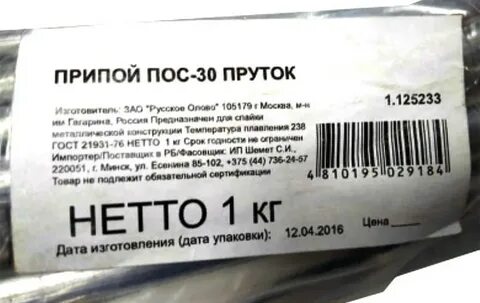 ПРИПОЙ ПОС-30 ПРУТОК
Изготовитель: ЗАО "Русское Олово" 105179 г Москва, м-н
им Гагарина, Россия Предназначен для спайки
1.125233
металлической конструкции Температура плавления 238
ГОСТ 21931-76 НЕТТО 1 кг Срок годности не ограничен
Импортер/Поставщик в РБ/Фасовщик: ИП Шемет С.И.,
220051, г. Минск, ул. Есенина 85-102, +375 (44) 736-24-57
Товар не подлежит обязательной сертификации
4 810195 029184
НЕТТО 1 кг
Дата изготовления (дата упаковки): 12.04.2016 Цена